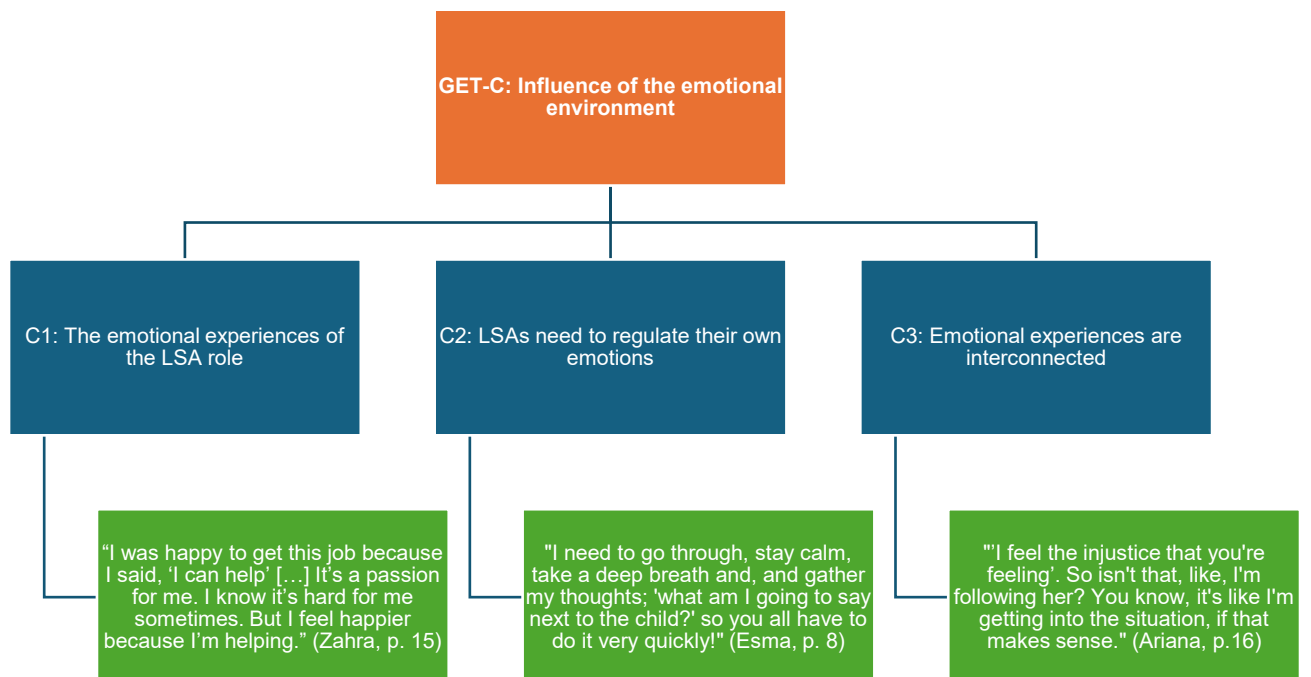 GET-C: Influence of the emotional
environment
C1: The emotional experiences of
the LSA role
C2: LSAs need to regulate their own
emotions
C3: Emotional experiences are
interconnected
“I was happy to get this job because
I said, ‘I can help’ […] It’s a passion
for me. I know it’s hard for me
sometimes. But I feel happier
because I’m helping.” (Zahra, p. 15)
"I need to go through, stay calm,
take a deep breath and, and gather
my thoughts; 'what am I going to say
next to the child?' so you all have to
do it very quickly!" (Esma, p. 8)
"’I feel the injustice that you're
feeling’. So isn't that, like, I'm
following her? You know, it's like I'm
getting into the situation, if that
makes sense." (Ariana, p.16)